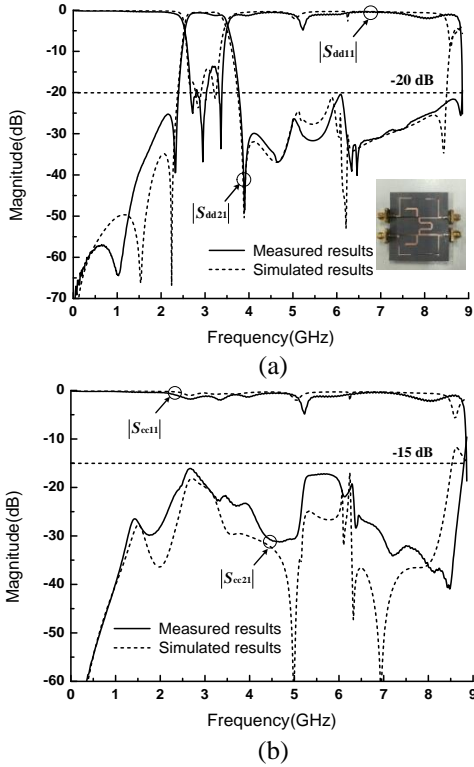 0
-10
-20
-30
-40
-50
-60
-70
Magnitude(dB)
|Sdd11|
-20 dB
|Sdd21|
Measured results
Simulated results
0 1 2 3 4 5 6 7 8 9
Frequency(GHz)
(a)
0
-10
-20
-30
-40
-50
-60
Magnitude(dB)
|Scc11|
-15 dB
|Scc21|
Measured results
Simulated results
0 1 2 3 4 5 6 7 8 9
Frequency(GHz)
(b)